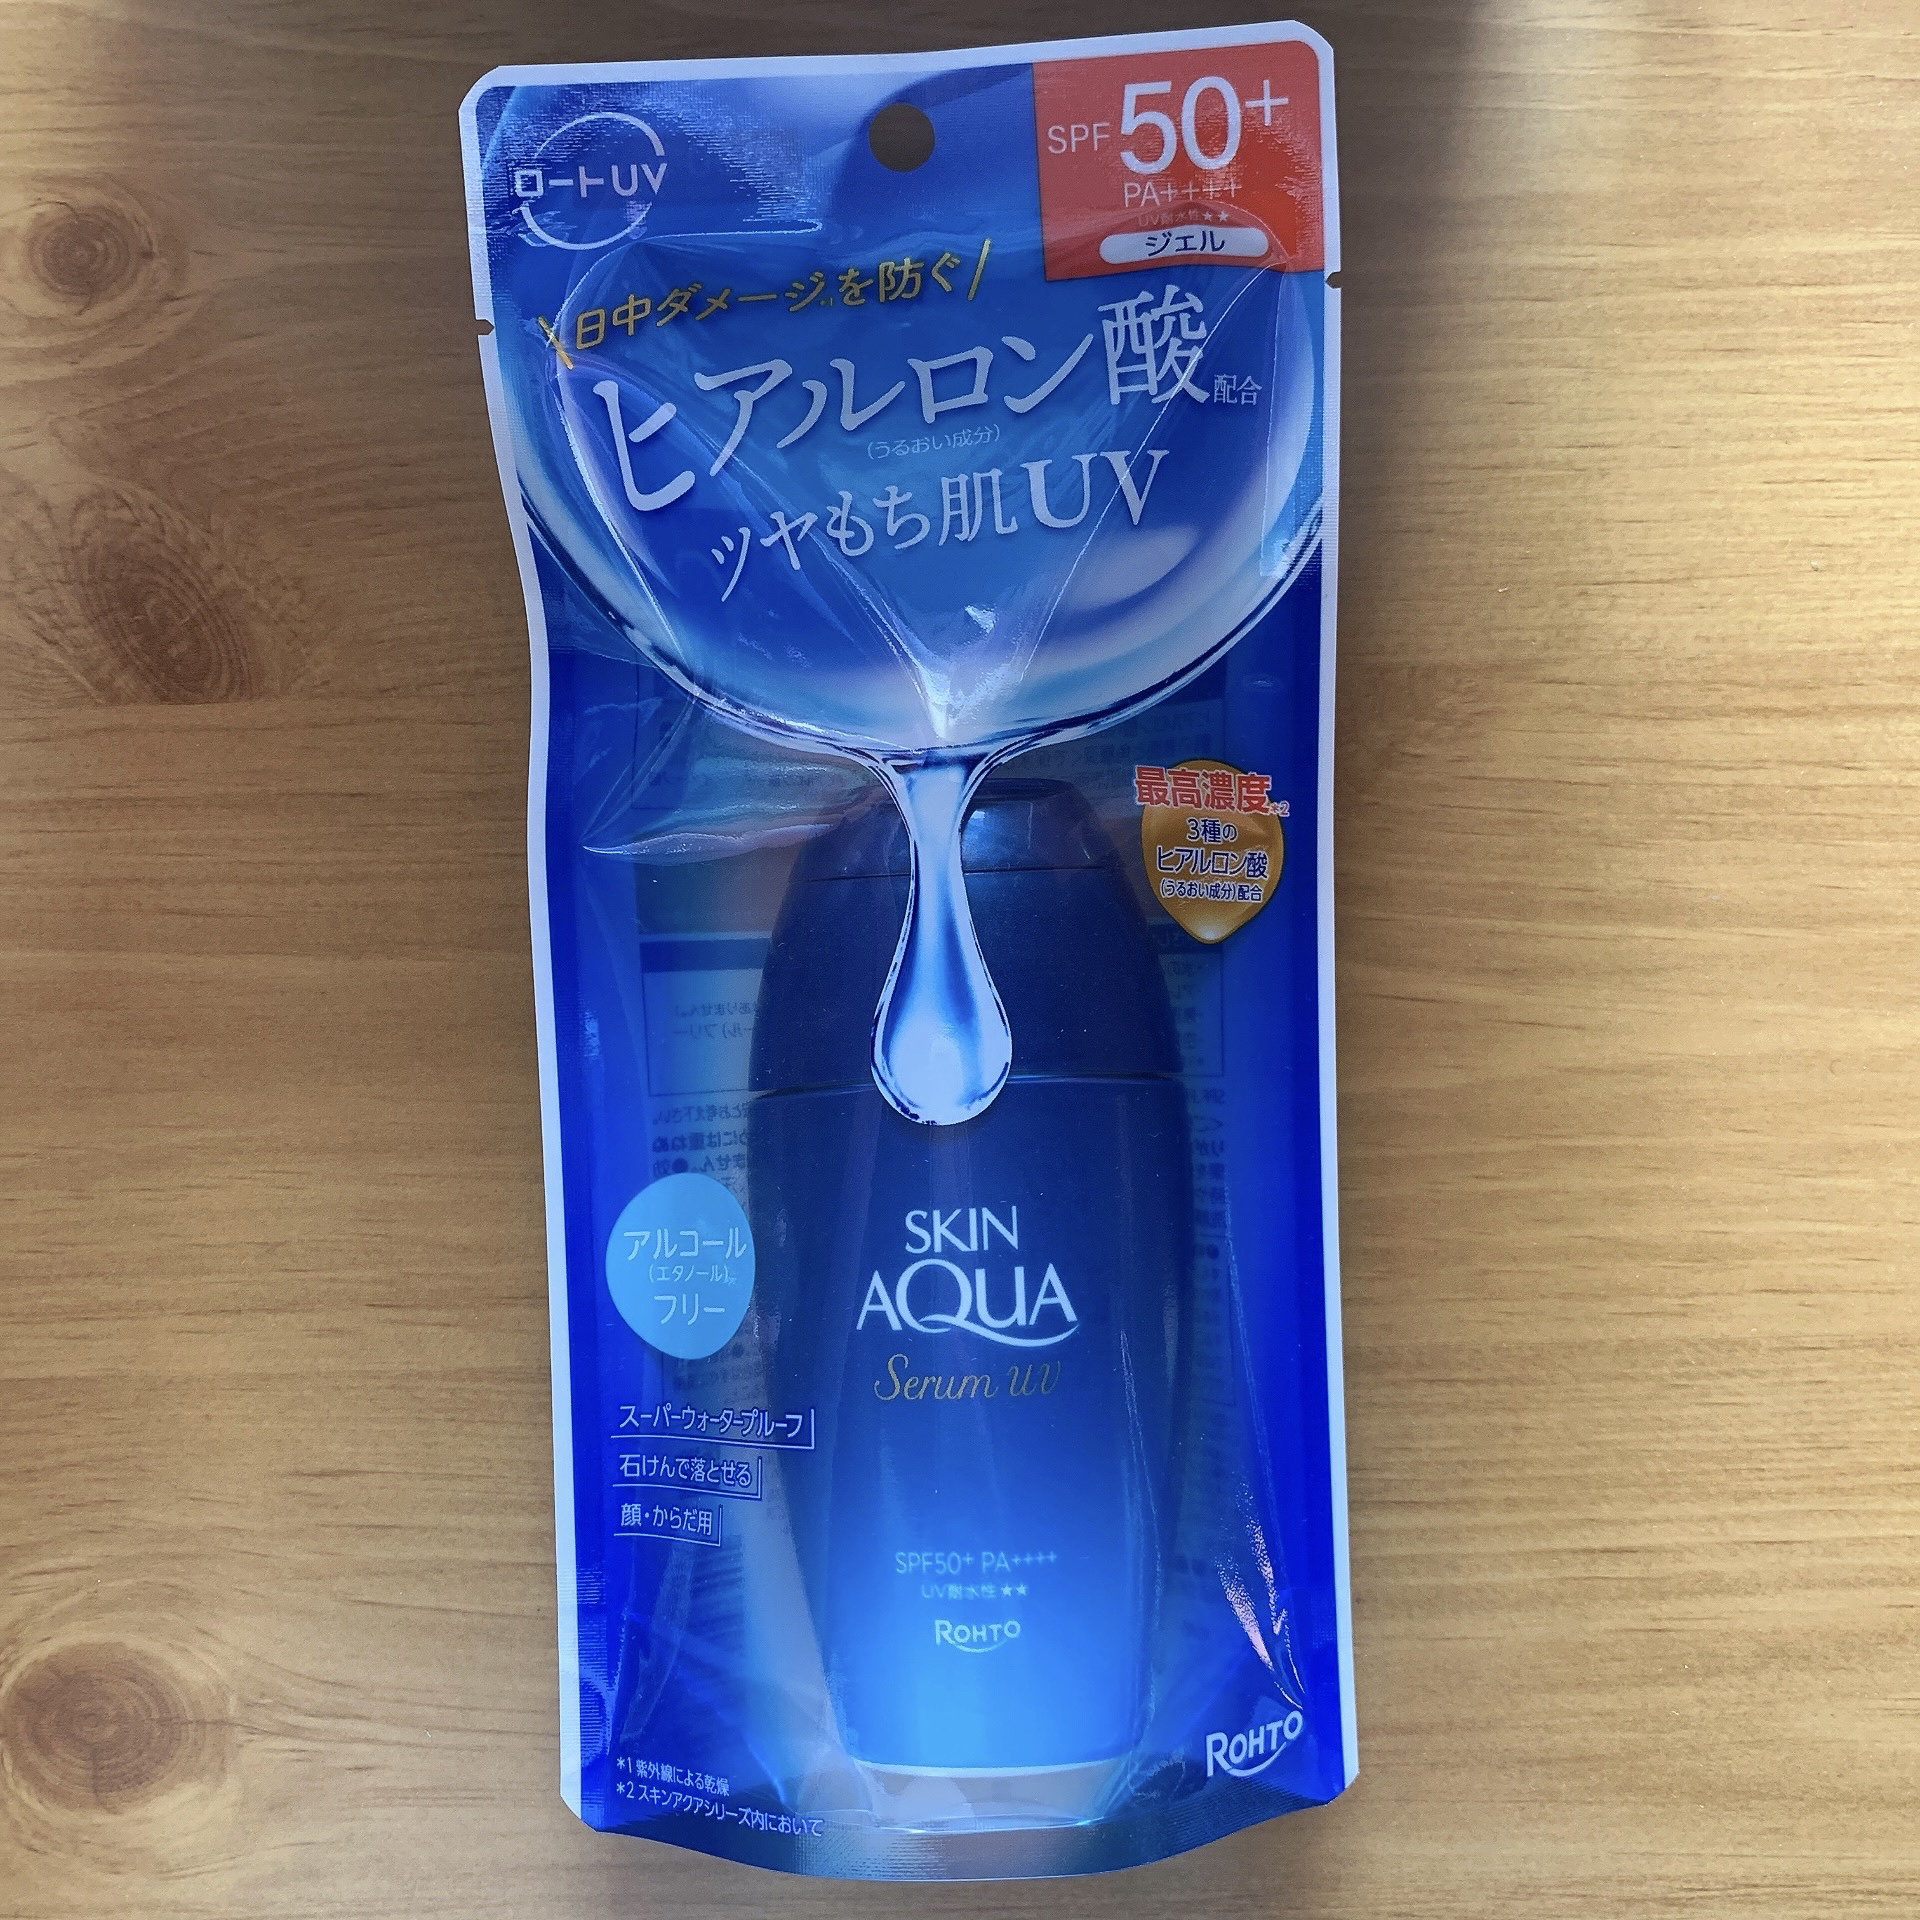 ロートUV
SPF 50+
PA++++
UV耐水性★★
ジェル
\日中ダメージ*1を防ぐ/
ヒアルロン酸配合
(うるおい成分)
ツヤもち肌UV
最高濃度*2
3種の
ヒアルロン酸
(うるおい成分)配合
アルコール
(エタノール)
フリー
SKIN
AQUA
Serum UV
スーパーウォータープルーフ
石けんで落とせる
顔・からだ用
SPF50+ PA++++
UV耐水性★★
ROHTO
ROHTO
*1 紫外線による乾燥
*2 スキンアクアシリーズ内において